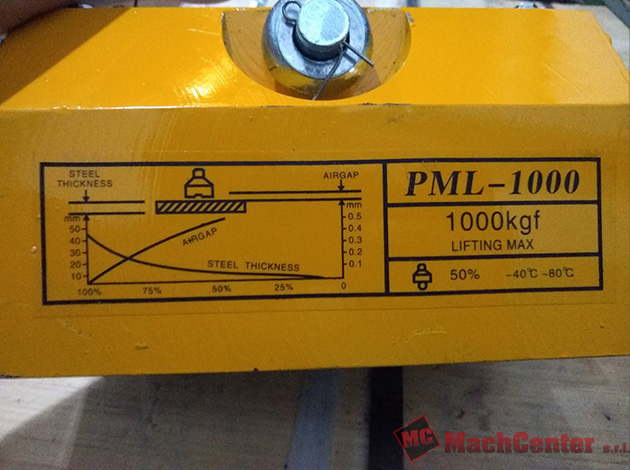 STEEL
THICKNESS
AIRGAP
mm
50
40
30
20
10
AIRGAP
STEEL THICKNESS
mm
0.5
0.4
0.3
0.2
0.1
100% 75% 50% 25% 0
PML-1000
1000kgf
LIFTING MAX
50% -40℃ ~80℃
MC MachCenter s.r.l.